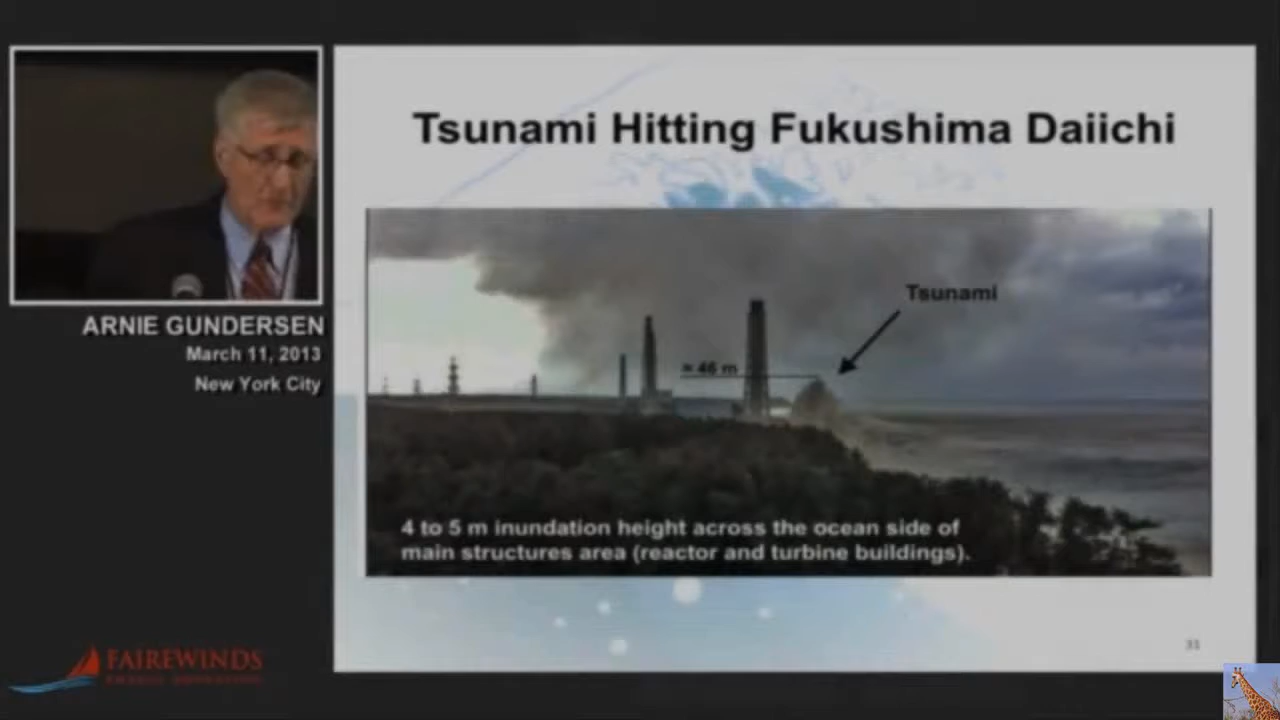 Tsunami Hitting Fukushima Daiichi
ARNIE GUNDERSEN
March 11, 2013
New York City
Tsunami
≈ 46 m
4 to 5 m inundation height across the ocean side of
main structures area (reactor and turbine buildings).
31
FAIREWINDS